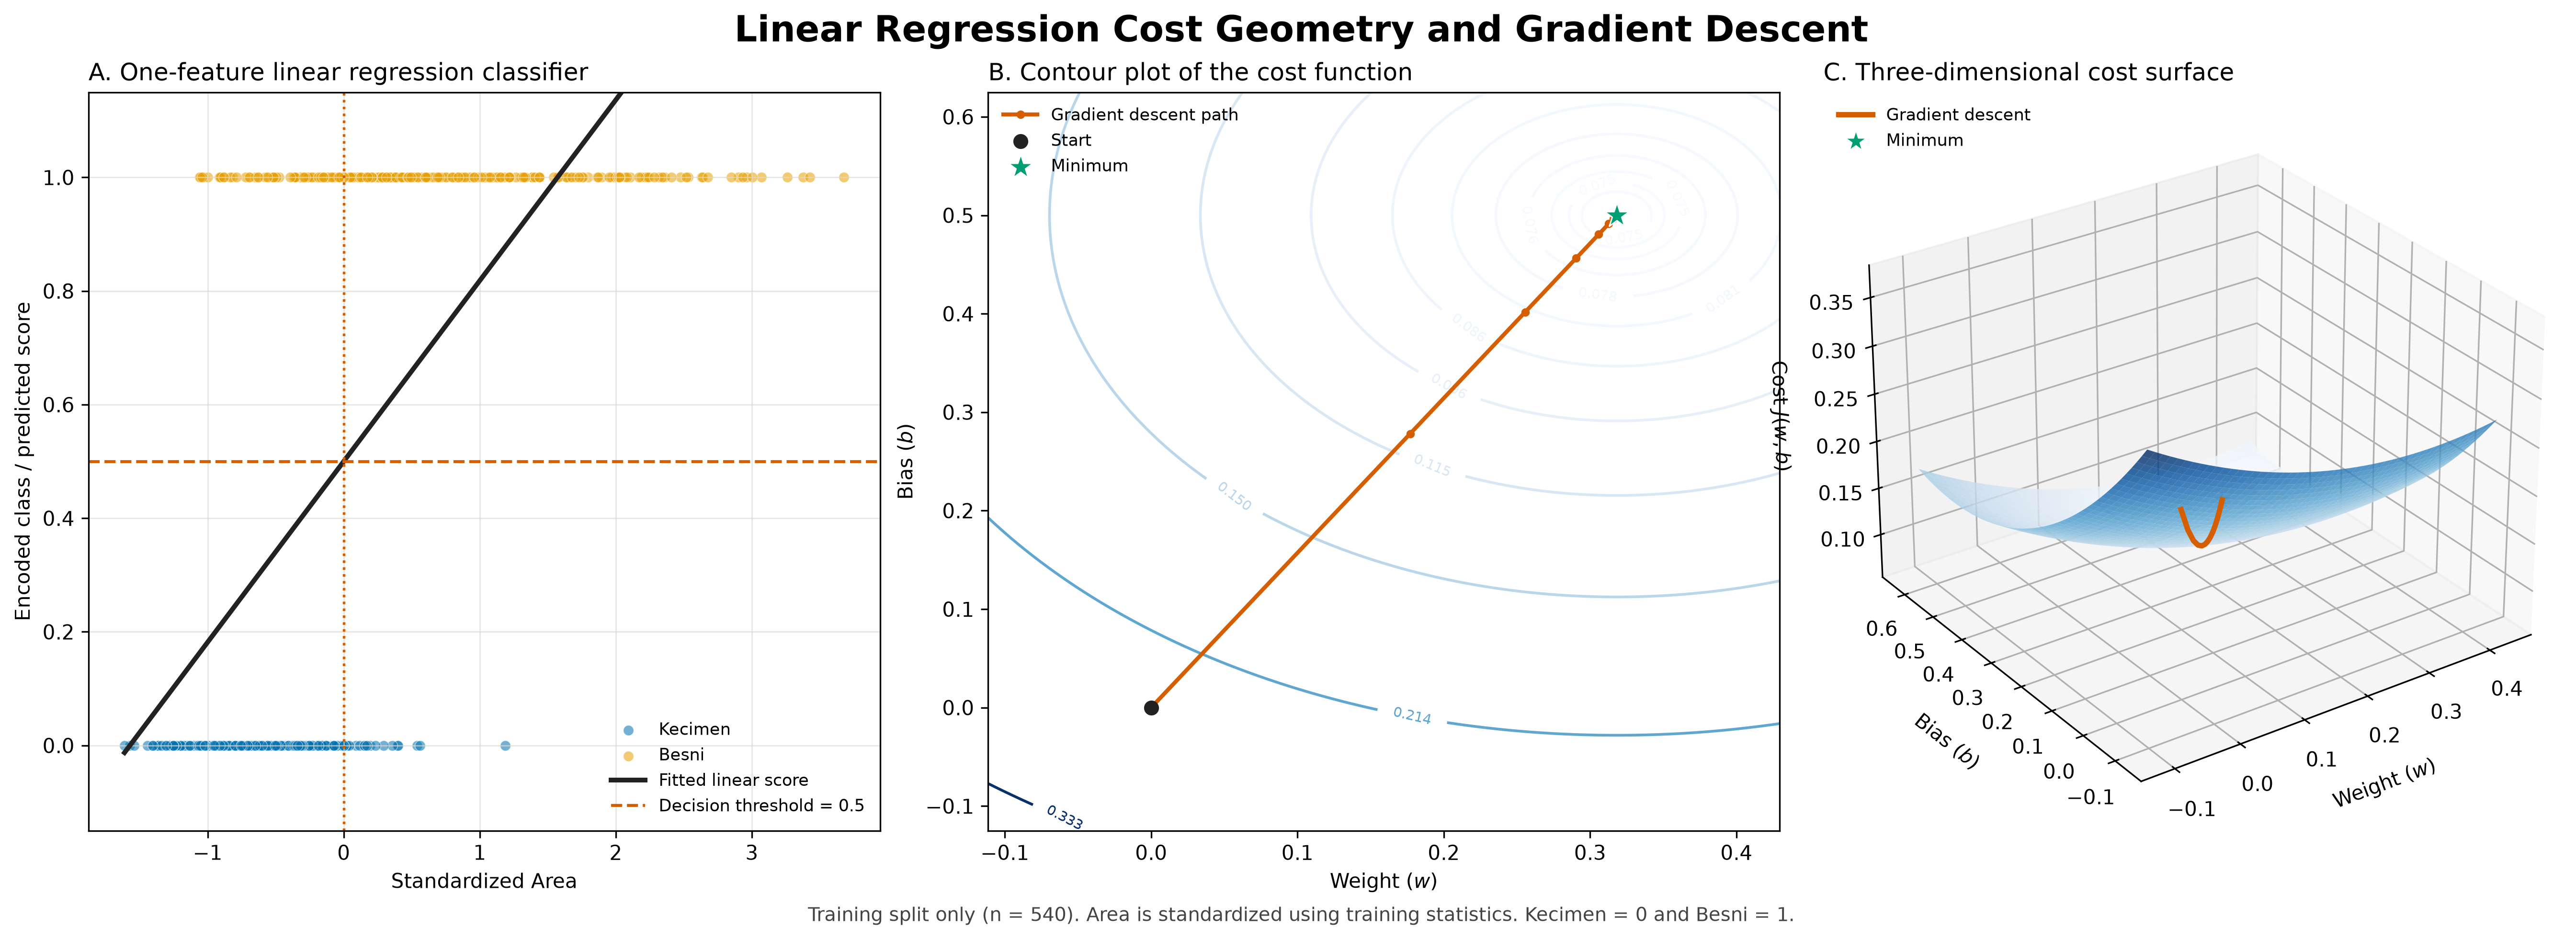 Linear Regression Cost Geometry and Gradient Descent
A. One-feature linear regression classifier
Encoded class / predicted score
1.0
0.8
0.6
0.4
0.2
0.0
−1
0
1
2
3
Standardized Area
Kecimen
Besni
Fitted linear score
Decision threshold = 0.5
B. Contour plot of the cost function
Gradient descent path
Start
Minimum
Bias (b)
0.6
0.5
0.4
0.3
0.2
0.1
0.0
−0.1
0.079
0.081
0.086
0.115
0.150
0.214
0.333
−0.1
0.0
0.1
0.2
0.3
0.4
Weight (w)
C. Three-dimensional cost surface
Gradient descent
Minimum
Cost J(w, b)
0.35
0.30
0.25
0.20
0.15
0.10
0.6
0.5
0.4
0.3
0.2
0.1
0.0
−0.1
Bias (b)
−0.1
0.0
0.1
0.2
0.3
0.4
Weight (w)
Training split only (n = 540). Area is standardized using training statistics. Kecimen = 0 and Besni = 1.